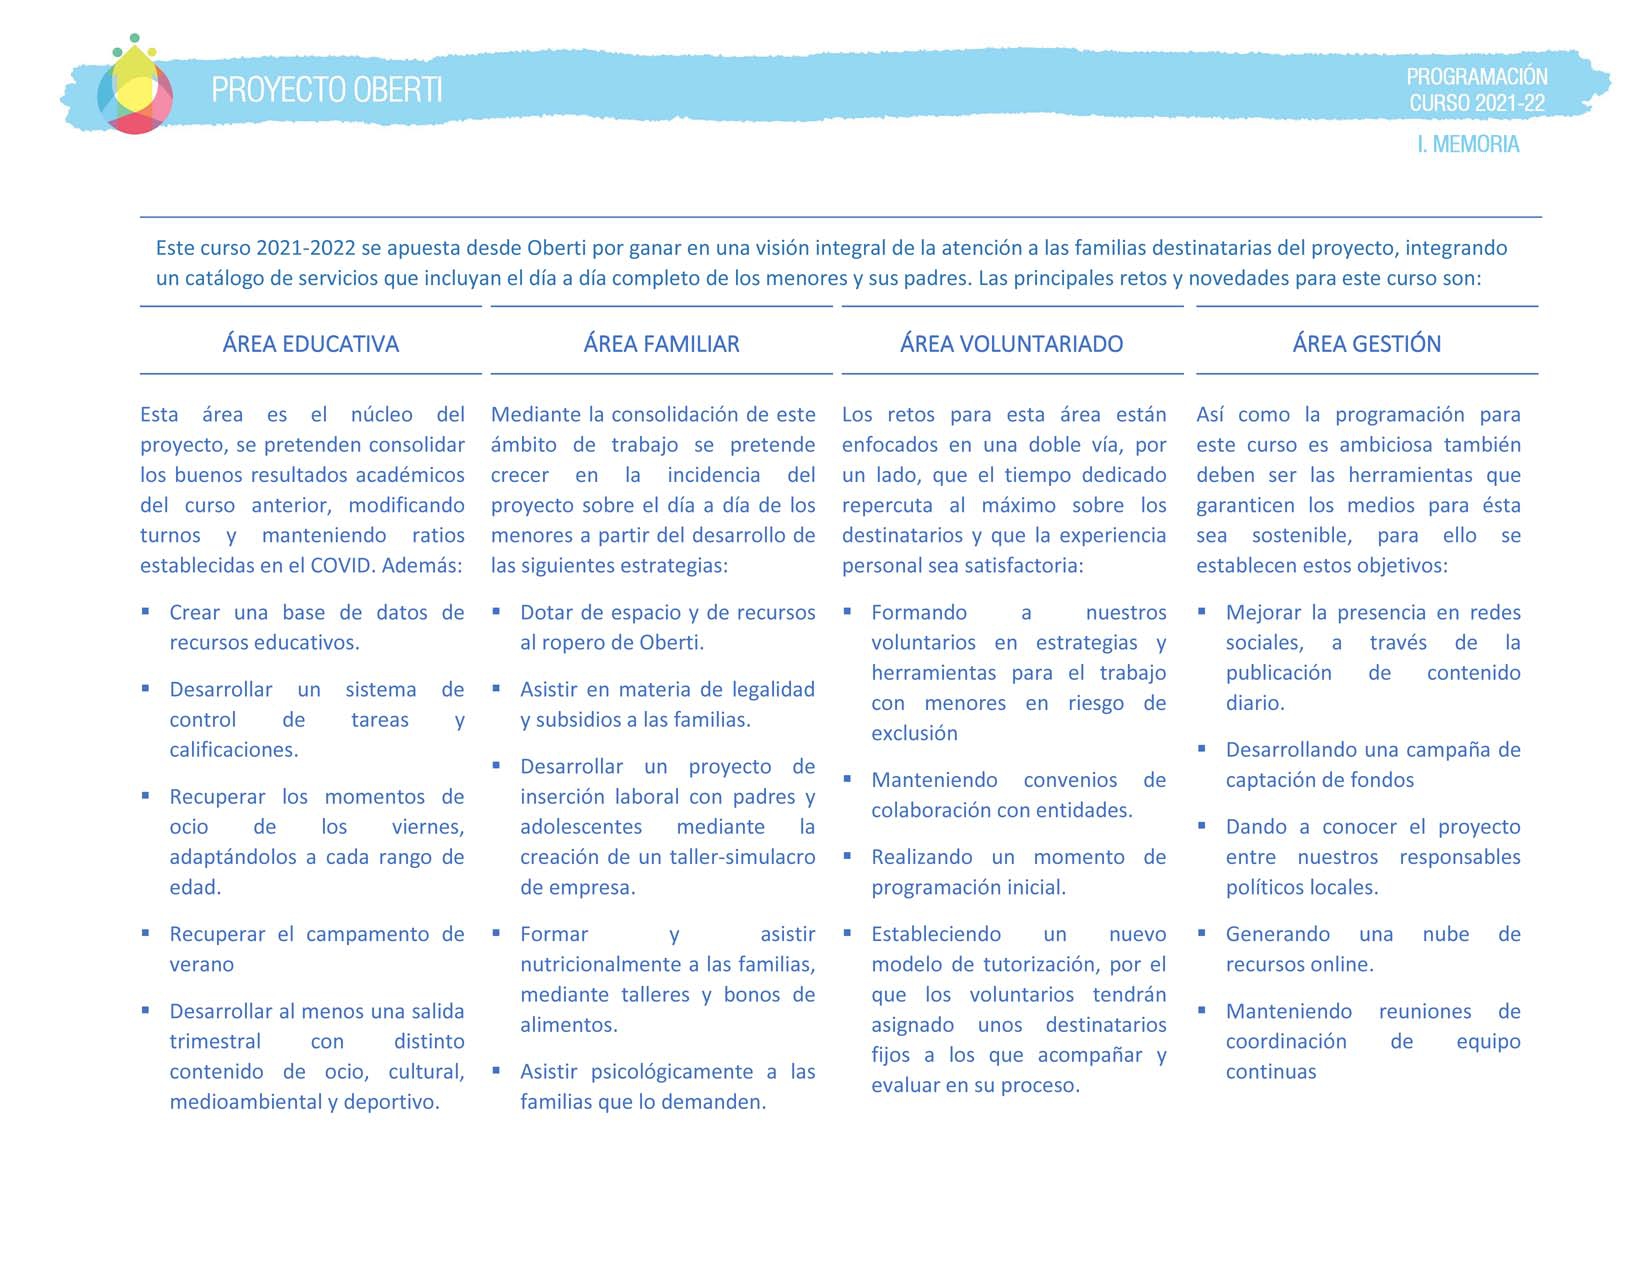 PROYECTO OBERTI
PROGRAMACIÓN
CURSO 2021-22
I. MEMORIA
Este curso 2021-2022 se apuesta desde Oberti por ganar en una visión integral de la atención a las familias destinatarias del proyecto, integrando
un catálogo de servicios que incluyan el día a día completo de los menores y sus padres. Las principales retos y novedades para este curso son:
ÁREA EDUCATIVA
Esta área es el núcleo del
proyecto, se pretenden consolidar
los buenos resultados académicos
del curso anterior, modificando
turnos y manteniendo ratios
establecidas en el COVID. Además:
▪ Crear una base de datos de
recursos educativos.
▪ Desarrollar un sistema de
control de tareas y
calificaciones.
▪ Recuperar los momentos de
ocio de los viernes,
adaptándolos a cada rango de
edad.
▪ Recuperar el campamento de
verano
▪ Desarrollar al menos una salida
trimestral con distinto
contenido de ocio, cultural,
medioambiental y deportivo.
ÁREA FAMILIAR
Mediante la consolidación de este
ámbito de trabajo se pretende
crecer en la incidencia del
proyecto sobre el día a día de los
menores a partir del desarrollo de
las siguientes estrategias:
▪ Dotar de espacio y de recursos
al ropero de Oberti.
▪ Asistir en materia de legalidad
y subsidios a las familias.
▪ Desarrollar un proyecto de
inserción laboral con padres y
adolescentes mediante la
creación de un taller-simulacro
de empresa.
▪ Formar y asistir
nutricionalmente a las familias,
mediante talleres y bonos de
alimentos.
▪ Asistir psicológicamente a las
familias que lo demanden.
ÁREA VOLUNTARIADO
Los retos para esta área están
enfocados en una doble vía, por
un lado, que el tiempo dedicado
repercuta al máximo sobre los
destinatarios y que la experiencia
personal sea satisfactoria:
▪ Formando a nuestros
voluntarios en estrategias y
herramientas para el trabajo
con menores en riesgo de
exclusión
▪ Manteniendo convenios de
colaboración con entidades.
▪ Realizando un momento de
programación inicial.
▪ Estableciendo un nuevo
modelo de tutorización, por el
que los voluntarios tendrán
asignado unos destinatarios
fijos a los que acompañar y
evaluar en su proceso.
ÁREA GESTIÓN
Así como la programación para
este curso es ambiciosa también
deben ser las herramientas que
garanticen los medios para ésta
sea sostenible, para ello se
establecen estos objetivos:
▪ Mejorar la presencia en redes
sociales, a través de la
publicación de contenido
diario.
▪ Desarrollando una campaña de
captación de fondos
▪ Dando a conocer el proyecto
entre nuestros responsables
políticos locales.
▪ Generando una nube de
recursos online.
▪ Manteniendo reuniones de
coordinación de equipo
continuas